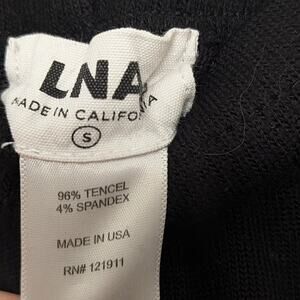 LNA
MADE IN CALIFORNIA
S
96% TENCEL
4% SPANDEX
MADE IN USA
RN# 121911